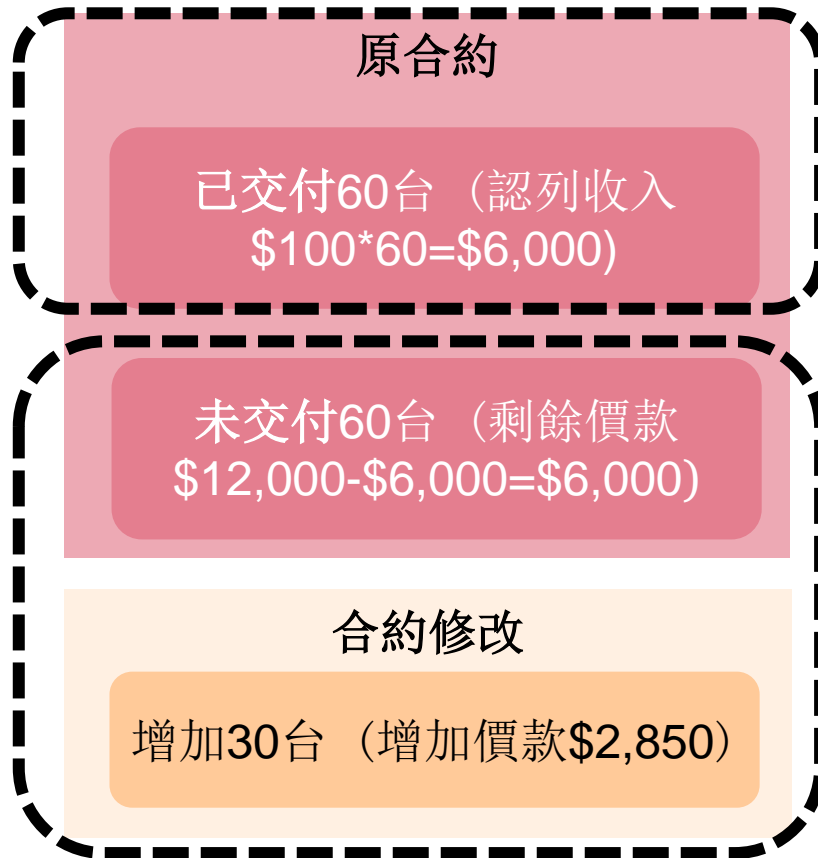 原合約
已交付60台（認列收入
$100*60=$6,000)
未交付60台（剩餘價款
$12,000-$6,000=$6,000）
合約修改
增加30台（增加價款$2,850）